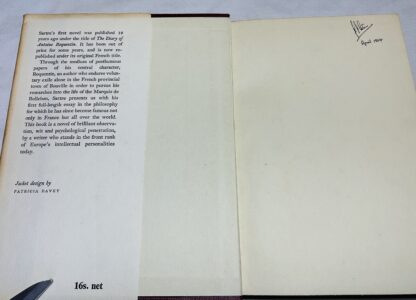 Sartre's first novel was published 10
years ago under the title of The Diary of
Antoine Roquentin. It has been out of
print for some years, and is now re-
published under its original French title.
Through the medium of posthumous
papers of his central character,
Roquentin, an author who endures volun-
tary exile alone in the French provincial
town of Bouville in order to pursue his
researches into the life of the Marquis de
Rollebon, Sartre presents us with his
first full-length essay in the philosophy
for which he has since become famous not
only in France but all over the world.
This book is a novel of brilliant observa-
tion, wit and psychological penetration,
by a writer who stands in the front rank
of Europe's intellectual personalities
today.
Jacket design by
PATRICIA DAVEY
16s. net
April